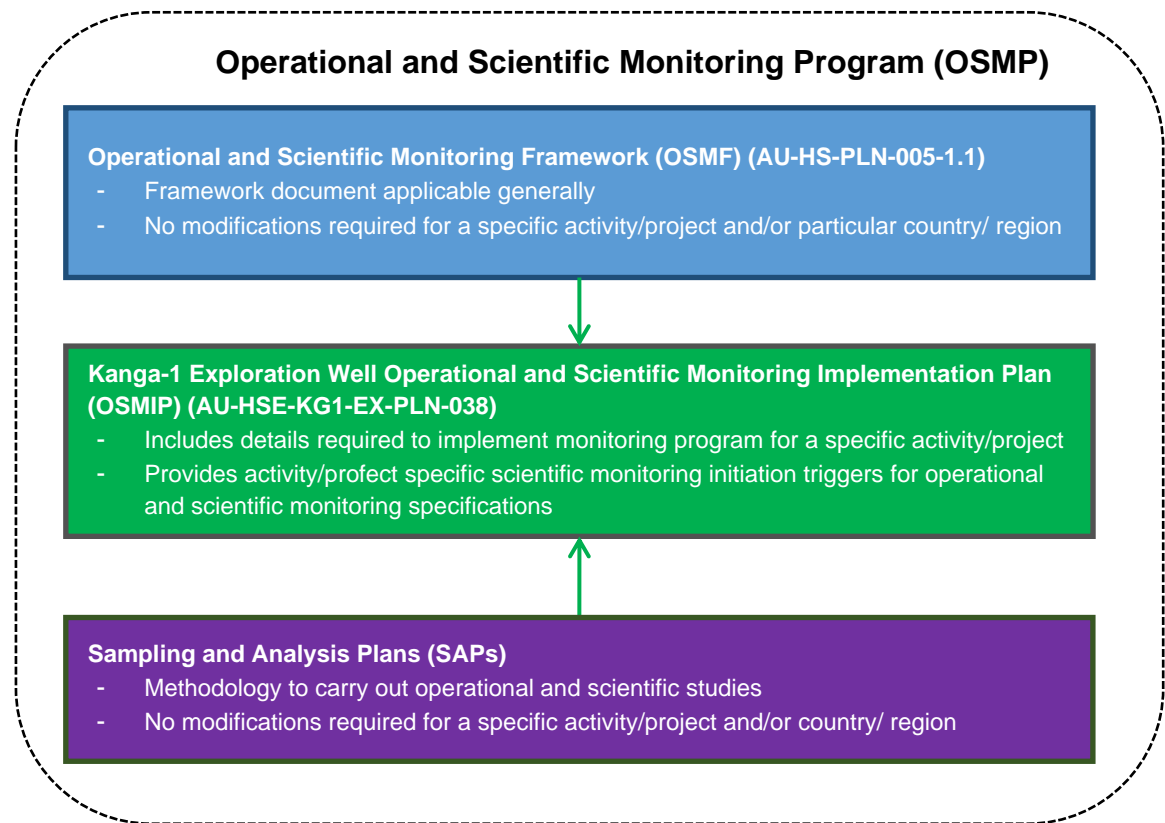 Operational and Scientific Monitoring Program (OSMP)
Operational and Scientific Monitoring Framework (OSMF) (AU-HS-PLN-005-1.1)
- Framework document applicable generally
- No modifications required for a specific activity/project and/or particular country/ region
Kanga-1 Exploration Well Operational and Scientific Monitoring Implementation Plan
(OSMIP) (AU-HSE-KG1-EX-PLN-038)
- Includes details required to implement monitoring program for a specific activity/project
- Provides activity/profect specific scientific monitoring initiation triggers for operational
and scientific monitoring specifications
Sampling and Analysis Plans (SAPs)
- Methodology to carry out operational and scientific studies
- No modifications required for a specific activity/project and/or country/ region